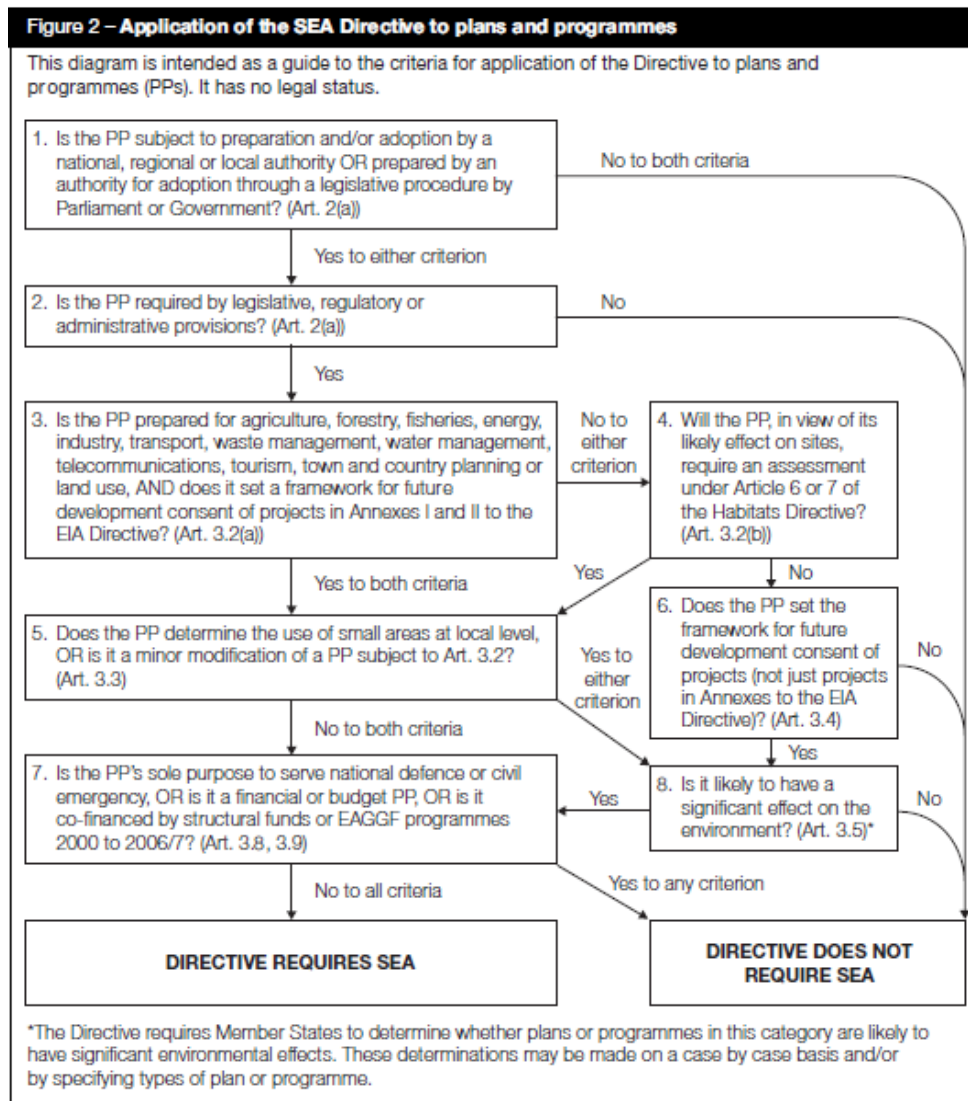 Figure 2 – Application of the SEA Directive to plans and programmes
This diagram is intended as a guide to the criteria for application of the Directive to plans and
programmes (PPs). It has no legal status.
1. Is the PP subject to preparation and/or adoption by a
national, regional or local authority OR prepared by an
authority for adoption through a legislative procedure by
Parliament or Government? (Art. 2(a))
No to both criteria
Yes to either criterion
2. Is the PP required by legislative, regulatory or
administrative provisions? (Art. 2(a))
No
Yes
3. Is the PP prepared for agriculture, forestry, fisheries, energy,
industry, transport, waste management, water management,
telecommunications, tourism, town and country planning or
land use, AND does it set a framework for future
development consent of projects in Annexes I and II to the
EIA Directive? (Art. 3.2(a))
No to
either
criterion
4. Will the PP, in view of its
likely effect on sites,
require an assessment
under Article 6 or 7 of
the Habitats Directive?
(Art. 3.2(b))
Yes to both criteria
Yes
No
5. Does the PP determine the use of small areas at local level,
OR is it a minor modification of a PP subject to Art. 3.2?
(Art. 3.3)
Yes to
either
criterion
6. Does the PP set the
framework for future
development consent of
projects (not just projects
in Annexes to the EIA
Directive)? (Art. 3.4)
No
No to both criteria
Yes
7. Is the PP's sole purpose to serve national defence or civil
emergency, OR is it a financial or budget PP, OR is it
co-financed by structural funds or EAGGF programmes
2000 to 2006/7? (Art. 3.8, 3.9)
Yes
8. Is it likely to have a
significant effect on the
environment? (Art. 3.5)*
No
No to all criteria
Yes to any criterion
DIRECTIVE REQUIRES SEA
DIRECTIVE DOES NOT
REQUIRE SEA
*The Directive requires Member States to determine whether plans or programmes in this category are likely to
have significant environmental effects. These determinations may be made on a case by case basis and/or
by specifying types of plan or programme.